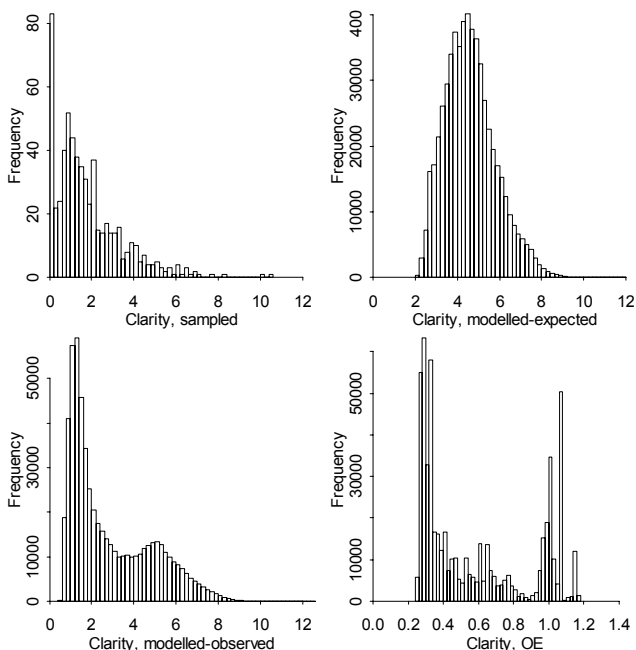 80
60
40
20
0
Frequency
0 2 4 6 8 10 12
Clarity, sampled
400
30000
20000
10000
0
Frequency
0 2 4 6 8 10 12
Clarity, modelled-expected
50000
30000
10000
0
Frequency
0 2 4 6 8 10 12
Clarity, modelled-observed
50000
30000
10000
0
Frequency
0.0 0.2 0.4 0.6 0.8 1.0 1.2 1.4
Clarity, OE